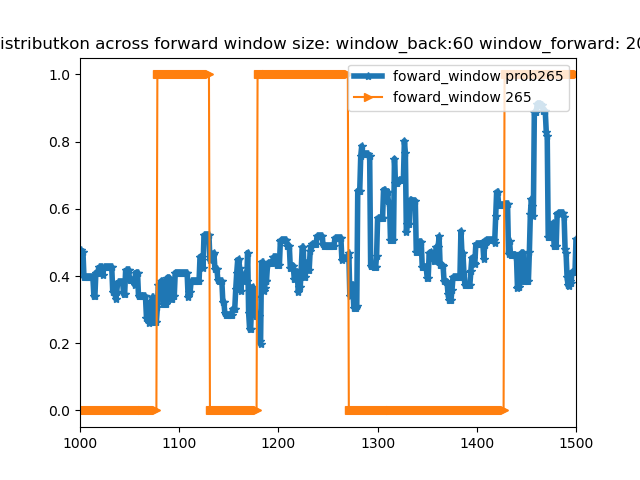 istributkon across forward window size: window_back:60 window_forward: 20
foward_window prob265
foward_window 265
1.0
0.8
0.6
0.4
0.2
0.0
1000 1100 1200 1300 1400 1500